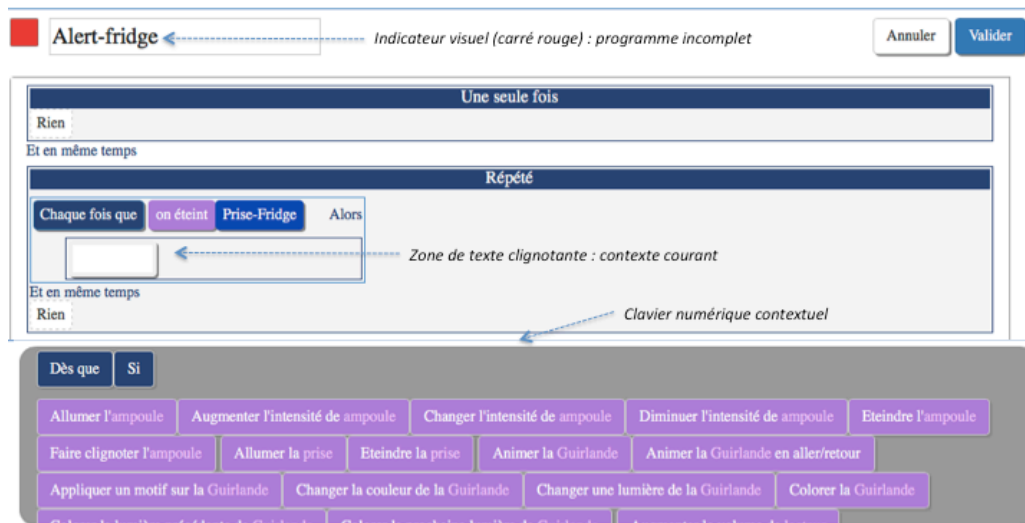 Alert-fridge
Indicateur visuel (carré rouge) : programme incomplet
Annuler
Valider
Une seule fois
Rien
Et en même temps
Répété
Chaque fois que on éteint Prise-Fridge Alors
Zone de texte clignotante : contexte courant
Et en même temps
Rien
Clavier numérique contextuel
Dès que Si
Allumer l'ampoule Augmenter l'intensité de ampoule Changer l'intensité de ampoule Diminuer l'intensité de ampoule Eteindre l'ampoule
Faire clignoter l'ampoule Allumer la prise Eteindre la prise Animer la Guirlande Animer la Guirlande en aller/retour
Appliquer un motif sur la Guirlande Changer la couleur de la Guirlande Changer une lumière de la Guirlande Colorer la Guirlande